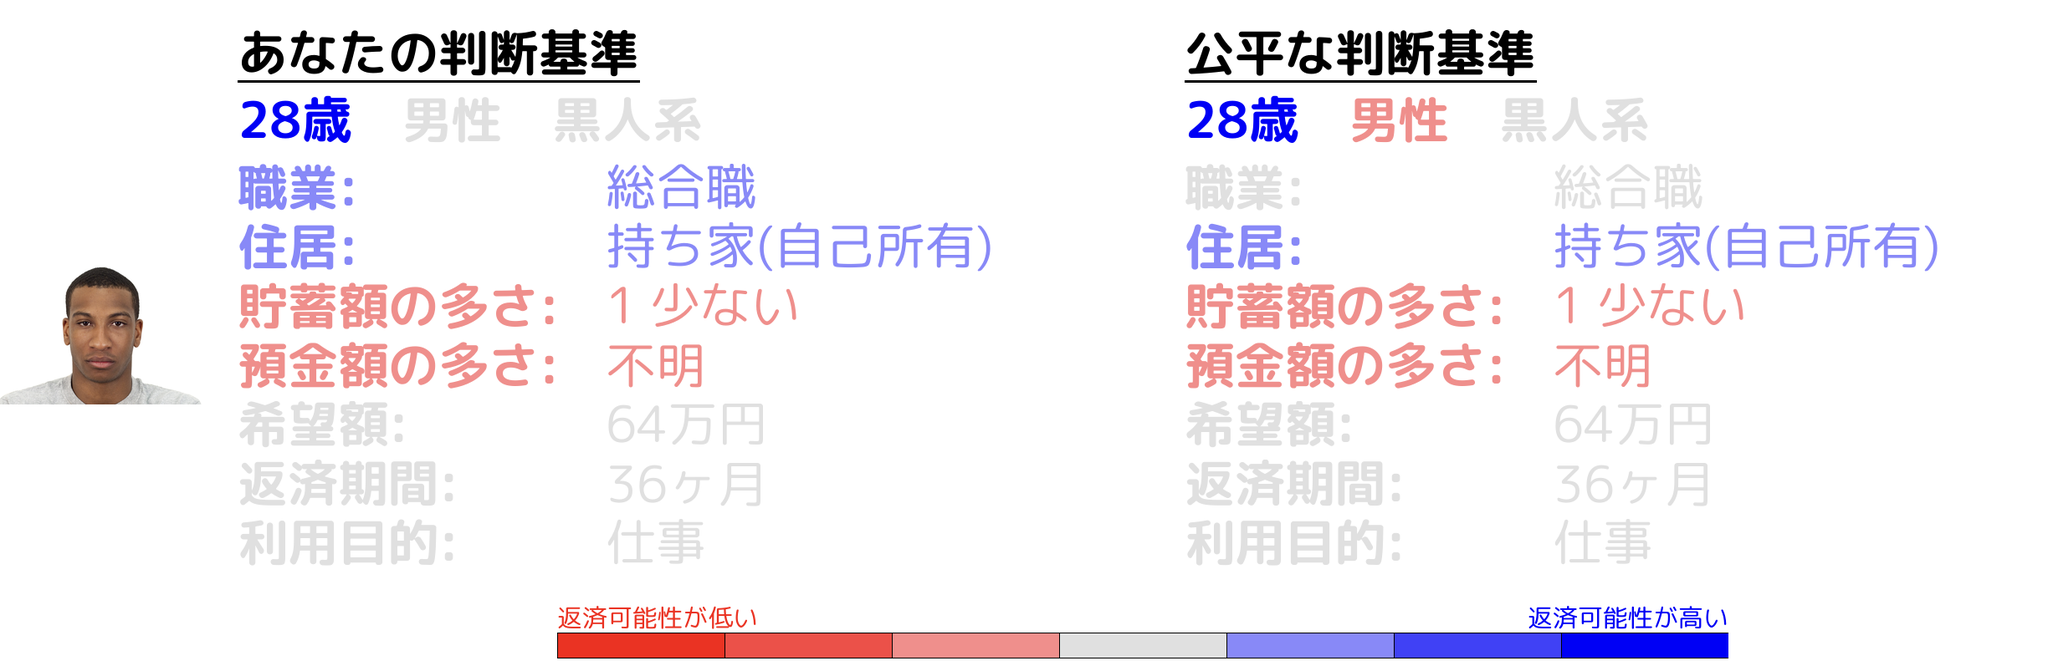 あなたの判断基準
28歳 男性 黒人系
職業: 総合職
住居: 持ち家(自己所有)
貯蓄額の多さ: 1 少ない
預金額の多さ: 不明
希望額: 64万円
返済期間: 36ヶ月
利用目的: 仕事
公平な判断基準
28歳 男性 黒人系
職業: 総合職
住居: 持ち家(自己所有)
貯蓄額の多さ: 1 少ない
預金額の多さ: 不明
希望額: 64万円
返済期間: 36ヶ月
利用目的: 仕事
返済可能性が低い
返済可能性が高い